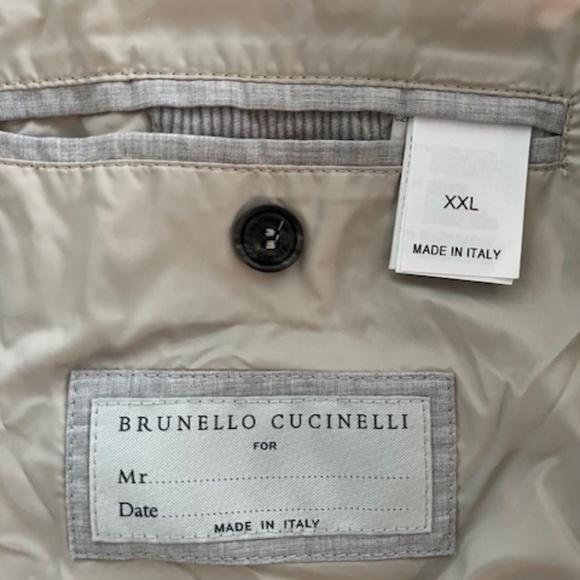 XXL
MADE IN ITALY
BRUNELLO CUCINELLI
FOR
Mr..............................
Date..............................
MADE IN ITALY